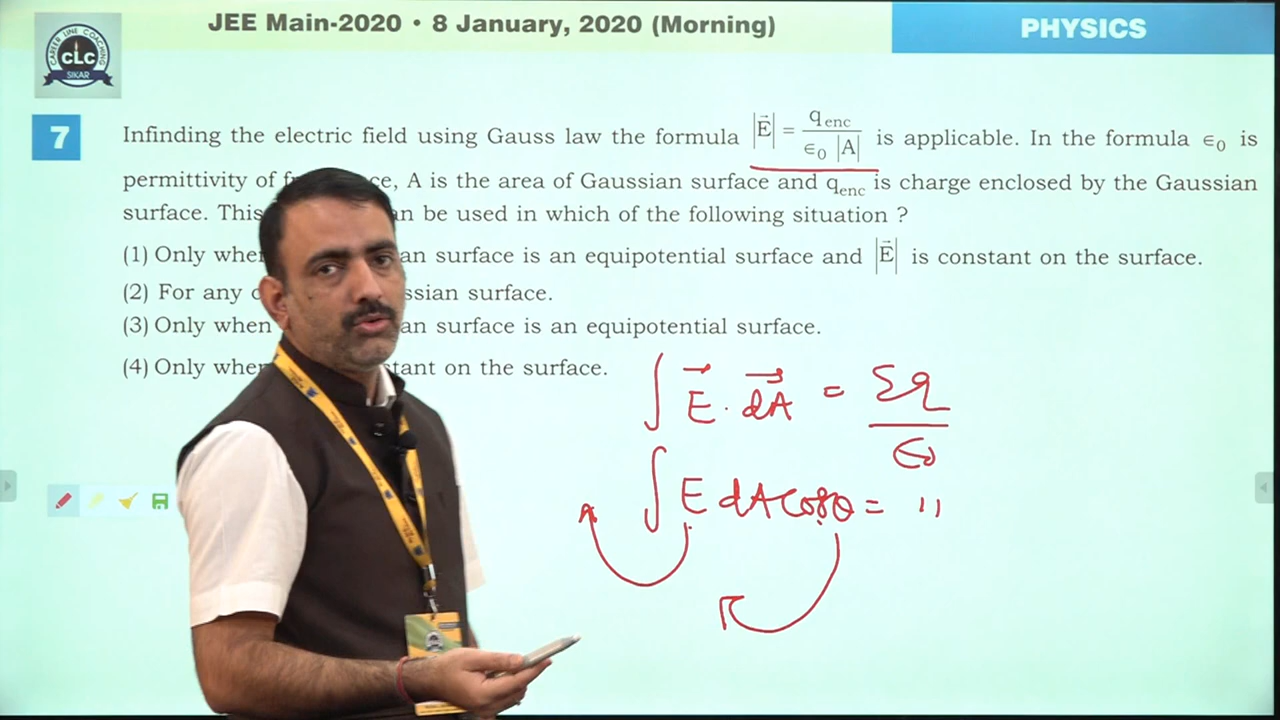 JEE Main-2020 • 8 January, 2020 (Morning)
PHYSICS
CAREER LINE COACHING
CLC
SIKAR
7
Infinding the electric field using Gauss law the formula |E⃗| = q_enc / ∈₀ |A| is applicable. In the formula ∈₀ is
permittivity of ce, A is the area of Gaussian surface and q_enc is charge enclosed by the Gaussian
surface. This an be used in which of the following situation ?
(1) Only whe an surface is an equipotential surface and |E⃗| is constant on the surface.
(2) For any c ssian surface.
(3) Only when an surface is an equipotential surface.
(4) Only whe stant on the surface.
∫ E⃗ . dA⃗ = Σq / ∈₀
∫ E dA cosθ = "